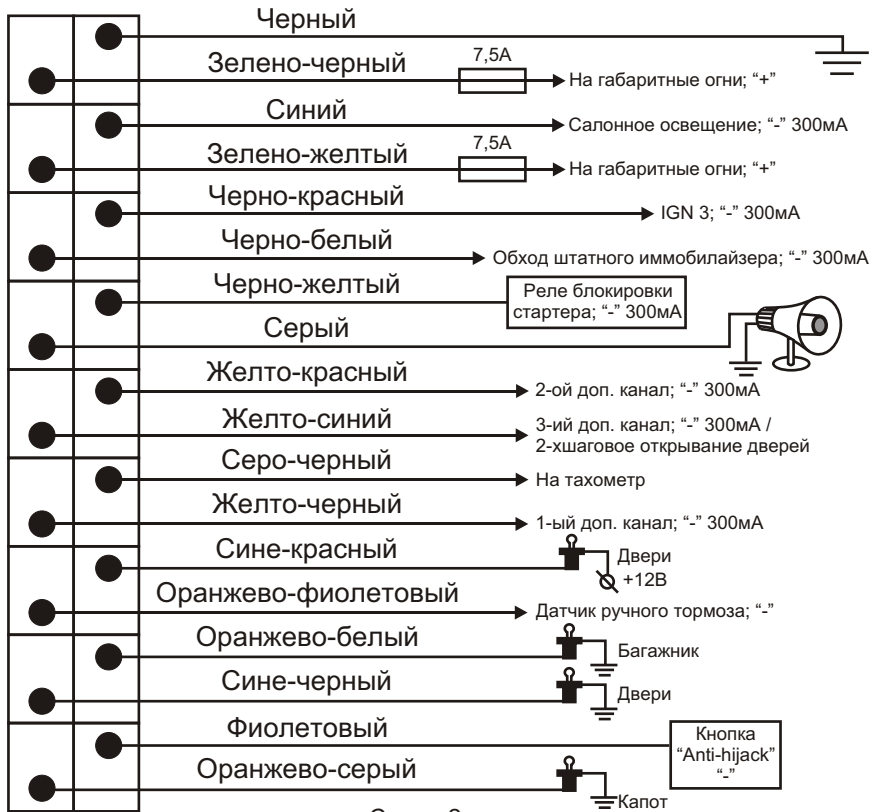 Черный
Зелено-черный
7,5А
На габаритные огни; “+”
Синий
Салонное освещение; “-” 300мА
Зелено-желтый
7,5А
На габаритные огни; “+”
Черно-красный
IGN 3; “-” 300мА
Черно-белый
Обход штатного иммобилайзера; “-” 300мА
Черно-желтый
Реле блокировки
стартера; “-” 300мА
Серый
Желто-красный
2-ой доп. канал; “-” 300мА
Желто-синий
3-ий доп. канал; “-” 300мА /
2-хшаговое открывание дверей
Серо-черный
На тахометр
Желто-черный
1-ый доп. канал; “-” 300мА
Сине-красный
Двери
+12В
Оранжево-фиолетовый
Датчик ручного тормоза; “-”
Оранжево-белый
Багажник
Сине-черный
Двери
Фиолетовый
Кнопка
“Anti-hijack”
“-”
Оранжево-серый
Капот